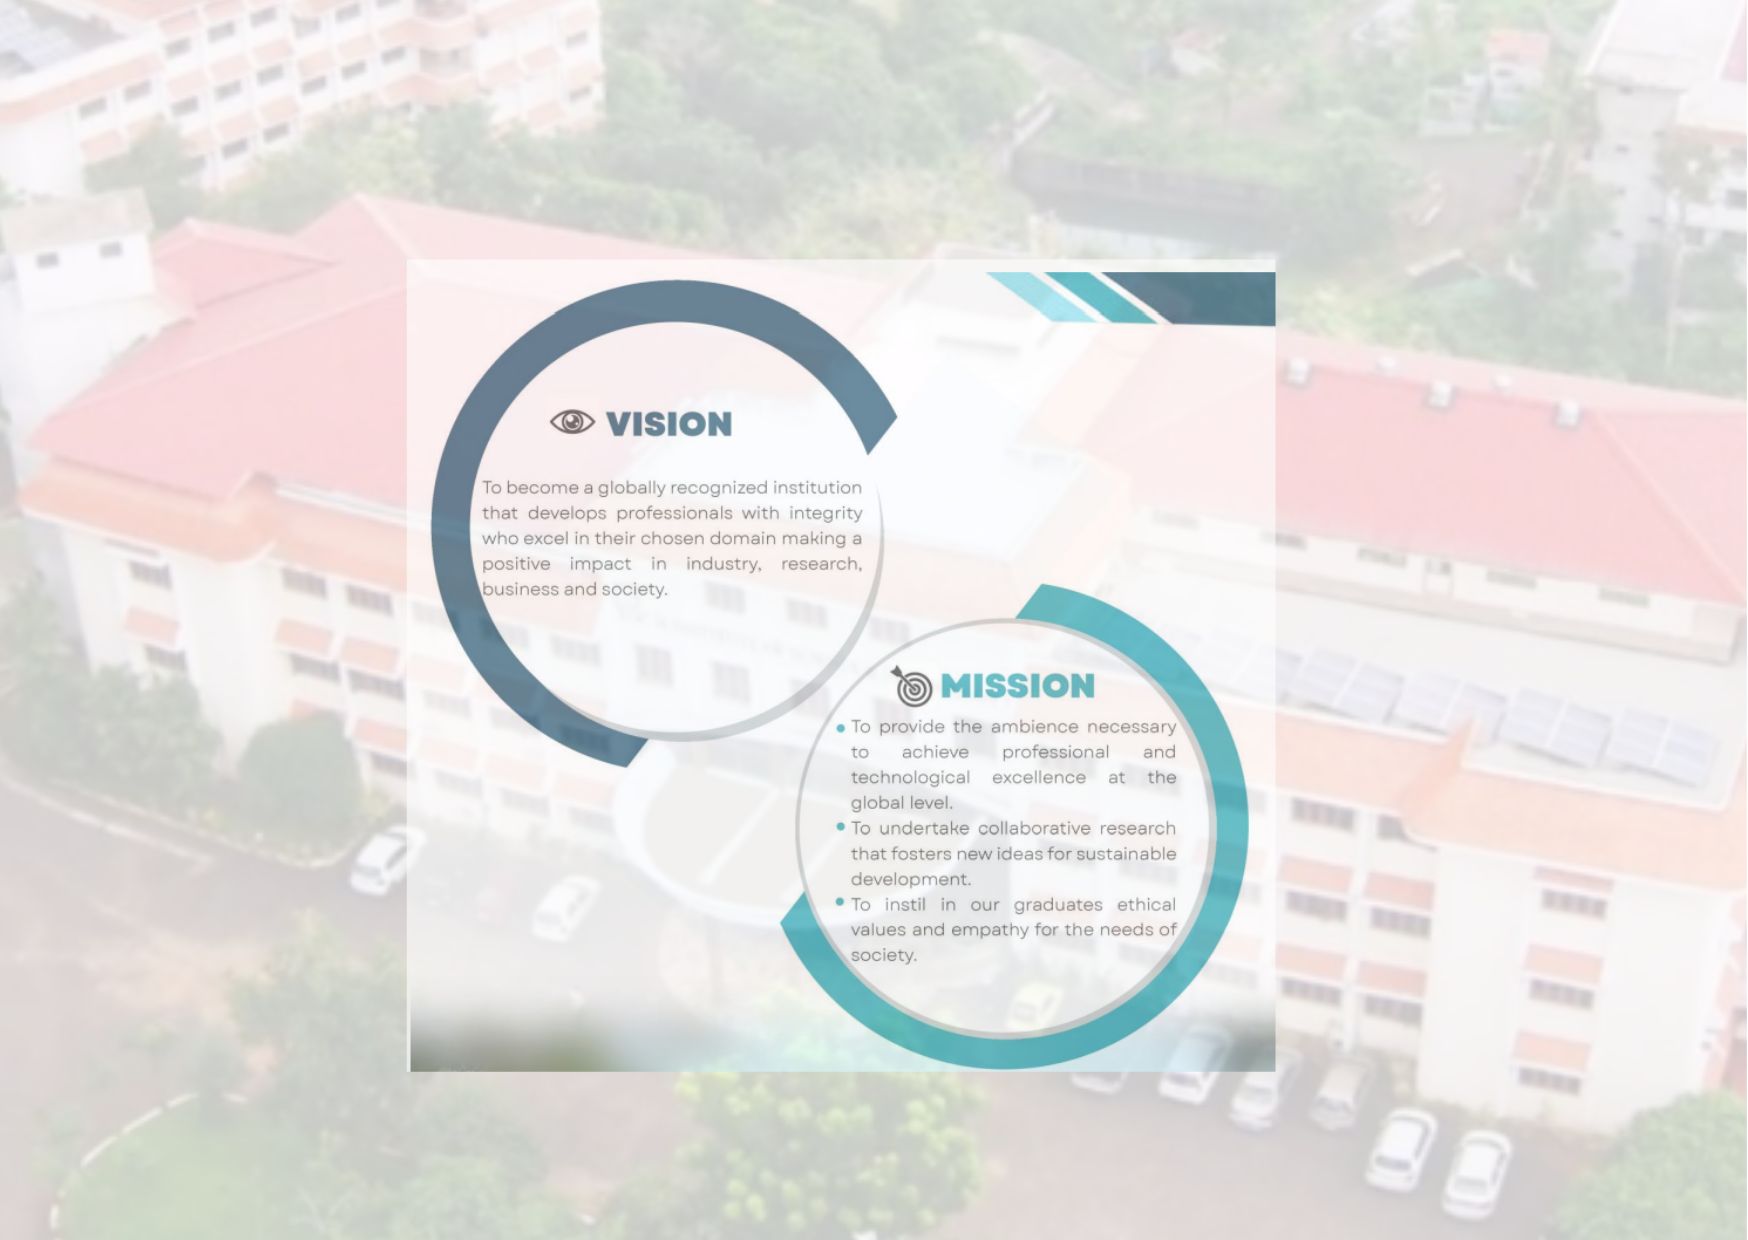 VISION
To become a globally recognized institution
that develops professionals with integrity
who excel in their chosen domain making a
positive impact in industry, research,
business and society.
MISSION
To provide the ambience necessary
to achieve professional and
technological excellence at the
global level.
To undertake collaborative research
that fosters new ideas for sustainable
development.
To instil in our graduates ethical
values and empathy for the needs of
society.